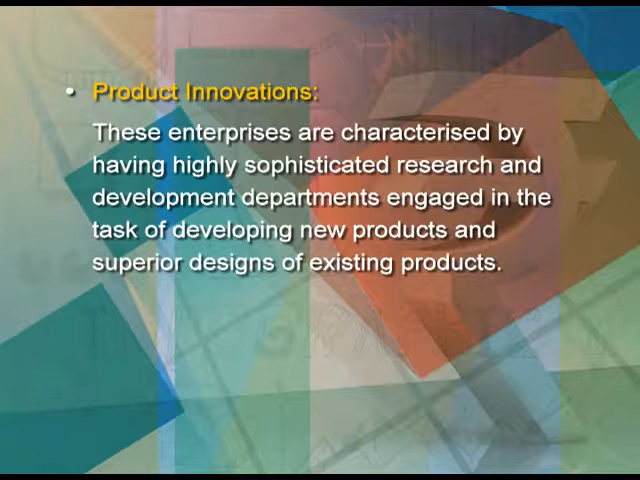 • Product Innovations:
These enterprises are characterised by
having highly sophisticated research and
development departments engaged in the
task of developing new products and
superior designs of existing products.